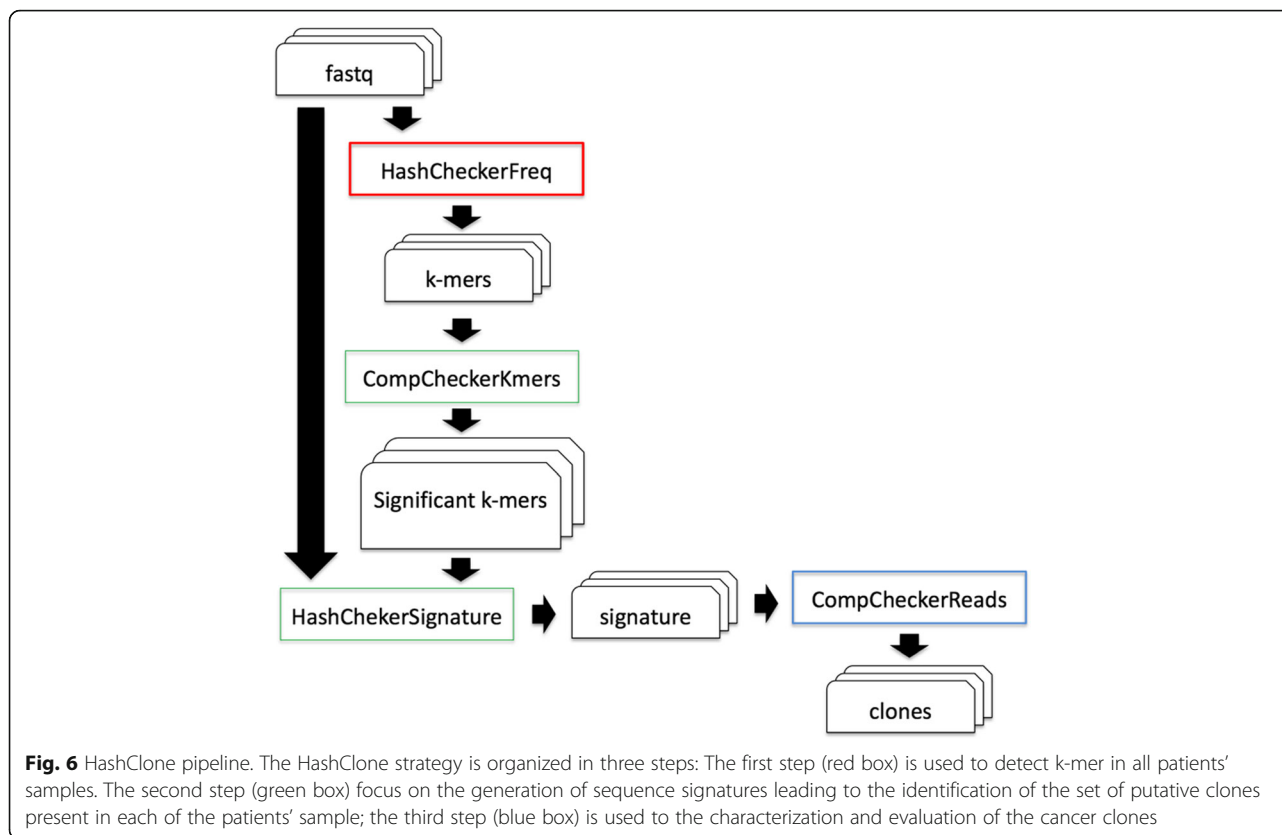 fastq
HashCheckerFreq
k-mers
CompCheckerKmers
Significant k-mers
HashChekerSignature
signature
CompCheckerReads
clones
Fig. 6 HashClone pipeline. The HashClone strategy is organized in three steps: The first step (red box) is used to detect k-mer in all patients’
samples. The second step (green box) focus on the generation of sequence signatures leading to the identification of the set of putative clones
present in each of the patients’ sample; the third step (blue box) is used to the characterization and evaluation of the cancer clones